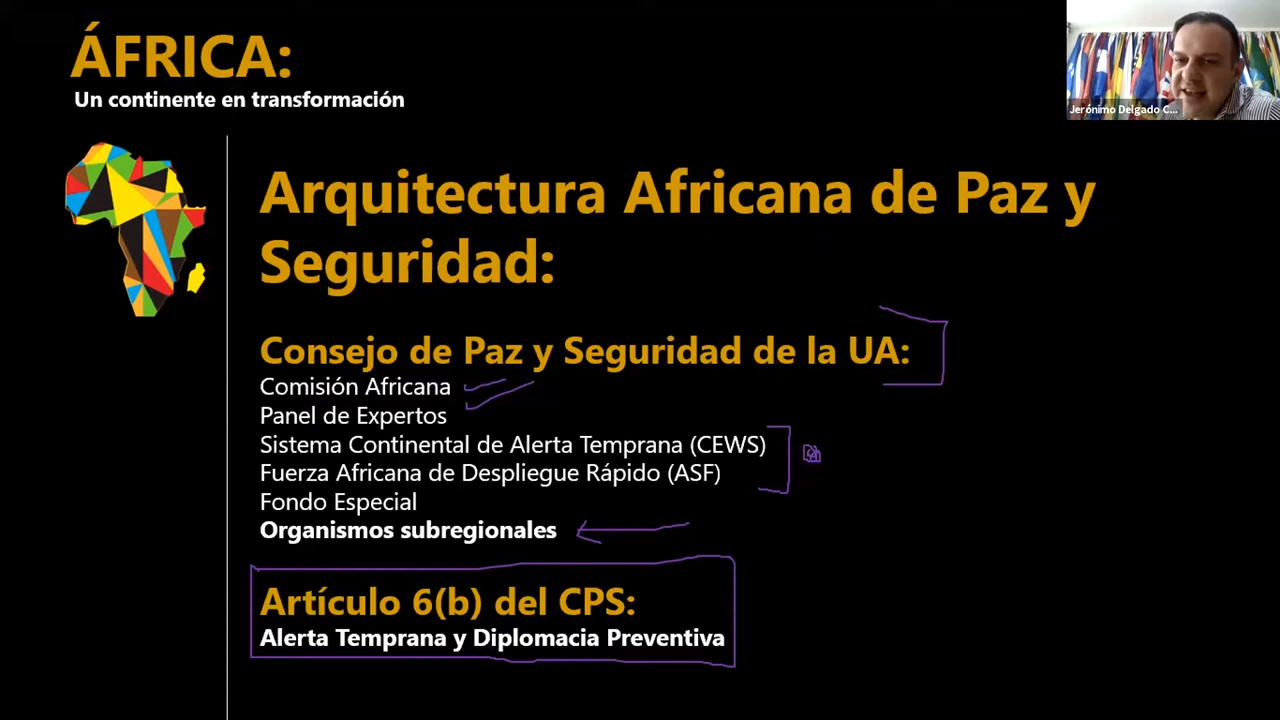 ÁFRICA:
Un continente en transformación
Jerónimo Delgado C...
Arquitectura Africana de Paz y
Seguridad:
Consejo de Paz y Seguridad de la UA:
Comisión Africana
Panel de Expertos
Sistema Continental de Alerta Temprana (CEWS)
Fuerza Africana de Despliegue Rápido (ASF)
Fondo Especial
Organismos subregionales
Artículo 6(b) del CPS:
Alerta Temprana y Diplomacia Preventiva